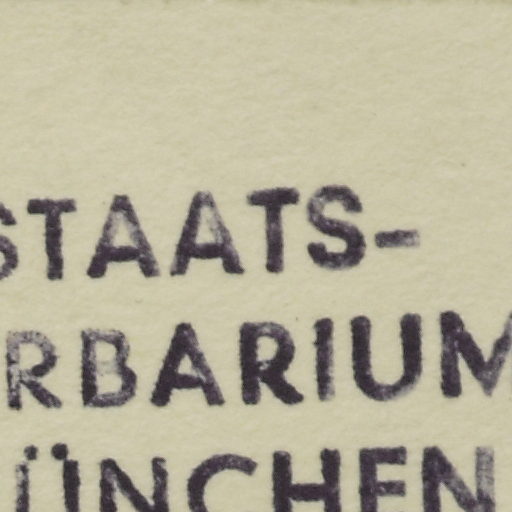 STAATS-
RBARIUM
ÜNCHEN